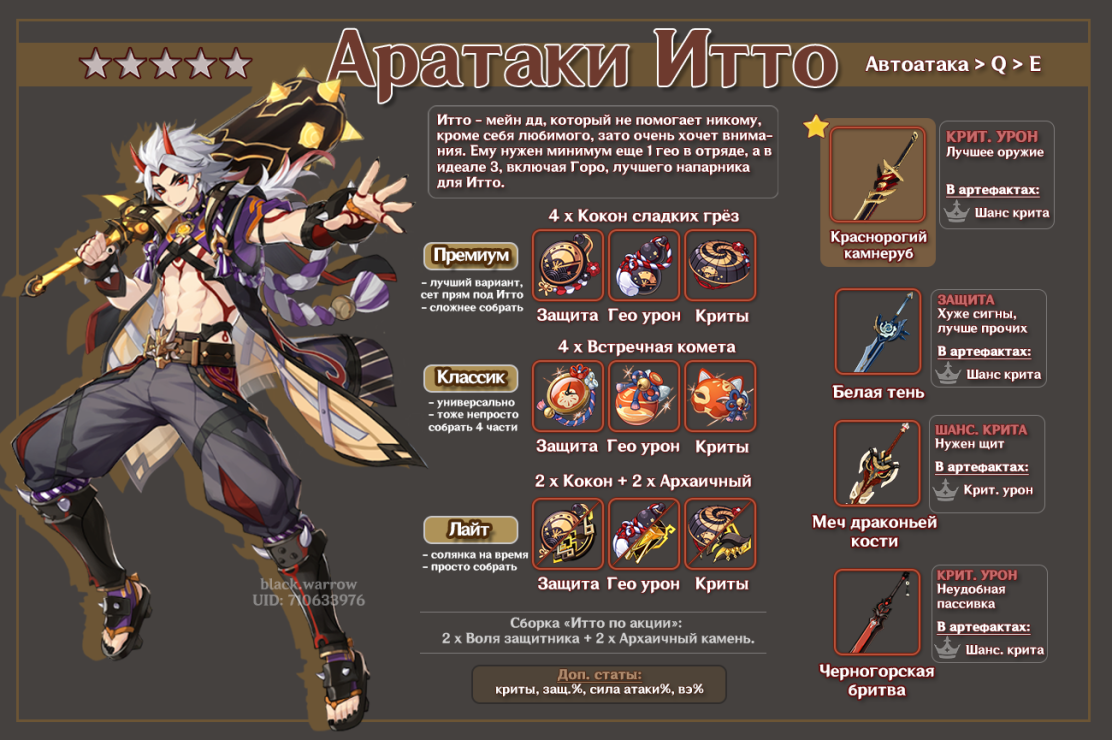 Аратаки Итто
Автоатака > Q > E
Итто - мейн дд, который не помогает никому,
кроме себя любимого, зато очень хочет внима-
ния. Ему нужен минимум еще 1 гео в отряде, а в
идеале 3, включая Горо, лучшего напарника
для Итто.
4 x Кокон сладких грёз
Премиум
- лучший вариант,
сет прям под Итто
- сложнее собрать
Защита Гео урон Криты
4 x Встречная комета
Классик
- универсально
- тоже непросто
собрать 4 части
Защита Гео урон Криты
2 x Кокон + 2 x Архаичный
Лайт
- солянка на время
- просто собрать
Защита Гео урон Криты
Сборка «Итто по акции»:
2 x Воля защитника + 2 x Архаичный камень.
Доп. статы:
криты, защ.%, сила атаки%, вэ%
КРИТ. УРОН
Лучшее оружие
В артефактах:
Шанс крита
Краснорогий
камнеруб
ЗАЩИТА
Хуже сигны,
лучше прочих
В артефактах:
Шанс крита
Белая тень
ШАНС. КРИТА
Нужен щит
В артефактах:
Крит. урон
Меч драконьей
кости
КРИТ. УРОН
Неудобная
пассивка
В артефактах:
Шанс. крита
Черногорская
бритва
black.warrow
UID: 710633976